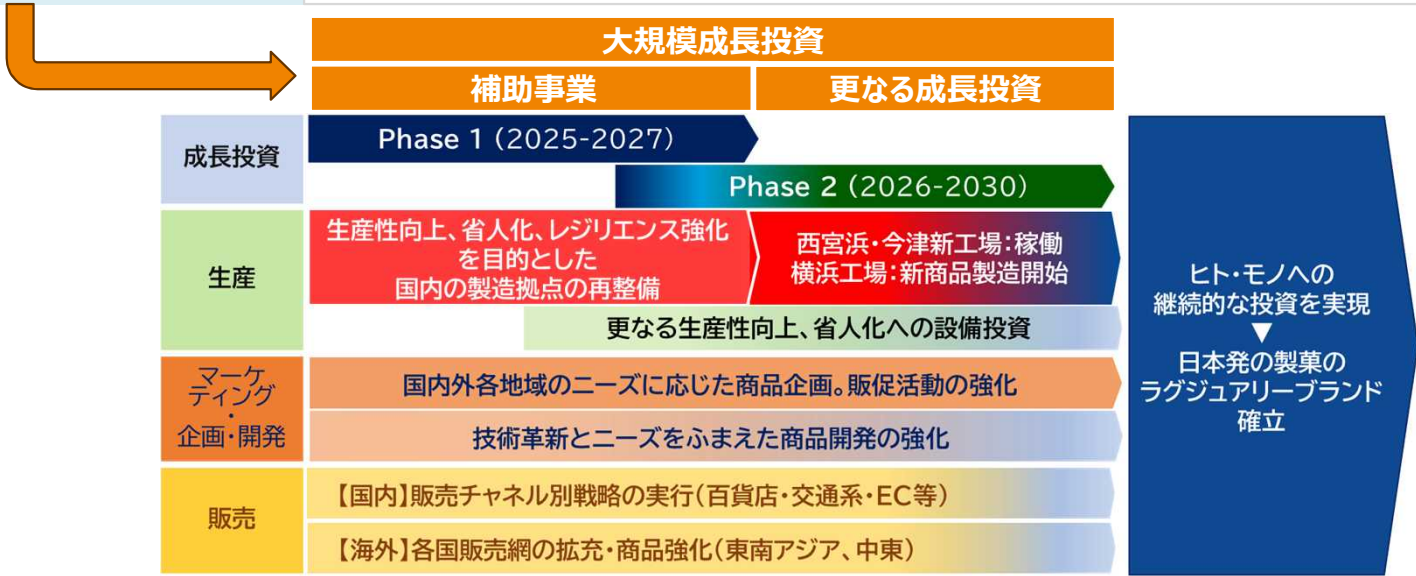 大規模成長投資
補助事業
更なる成長投資
成長投資
Phase 1 (2025-2027)
Phase 2 (2026-2030)
生産
生産性向上、省人化、レジリエンス強化
を目的とした
国内の製造拠点の再整備
西宮浜・今津新工場：稼働
横浜工場：新商品製造開始
更なる生産性向上、省人化への設備投資
マーケ
ティング
・
企画・開発
国内外各地域のニーズに応じた商品企画。販促活動の強化
技術革新とニーズをふまえた商品開発の強化
販売
【国内】販売チャネル別戦略の実行（百貨店・交通系・EC等）
【海外】各国販売網の拡充・商品強化（東南アジア、中東）
ヒト・モノへの
継続的な投資を実現
▼
日本発の製菓の
ラグジュアリーブランド
確立